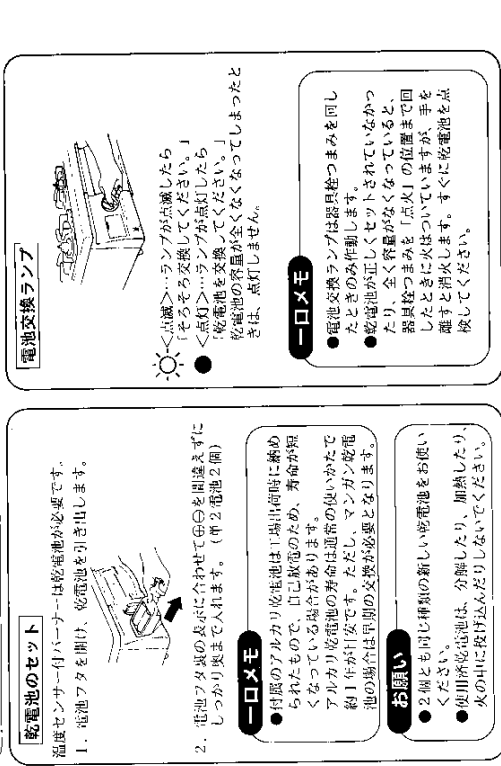 乾電池のセット
温度センサー付バーナーは乾電池が必要です。
1. 電池フタを開け、乾電池を引き出します。
2. 電池フタ裏の表示に合わせて⊕⊖を間違えずに
しっかり奥まで入れます。(単2電池2個)
一口メモ
●付属のアルカリ乾電池は工場出荷時に納め
られたもので、自己放電のため、寿命が短
くなっている場合があります。
アルカリ乾電池の寿命は通常の使いかたで
約1年が目安です。ただし、マンガン乾電
池の場合は早期の交換が必要となります。
お願い
●2個とも同じ種類の新しい乾電池をお使い
ください。
●使用済乾電池は、分解したり、加熱したり、
火の中に投げ込んだりしないでください。
電池交換ランプ
<点滅>…ランプが点滅したら
「そろそろ交換してください。」
<点灯>…ランプが点灯したら
「乾電池を交換してください。」
乾電池の容量が全くなくなってしまったと
きは、点灯しません。
一口メモ
●電池交換ランプは器具栓つまみを回し
たときのみ作動します。
●乾電池が正しくセットされていなかっ
たり、全く容量がなくなっていると、
器具栓つまみを「点火」の位置まで回
したときに火はついていますが、手を
離すと消火します。すぐに乾電池を点
検してください。